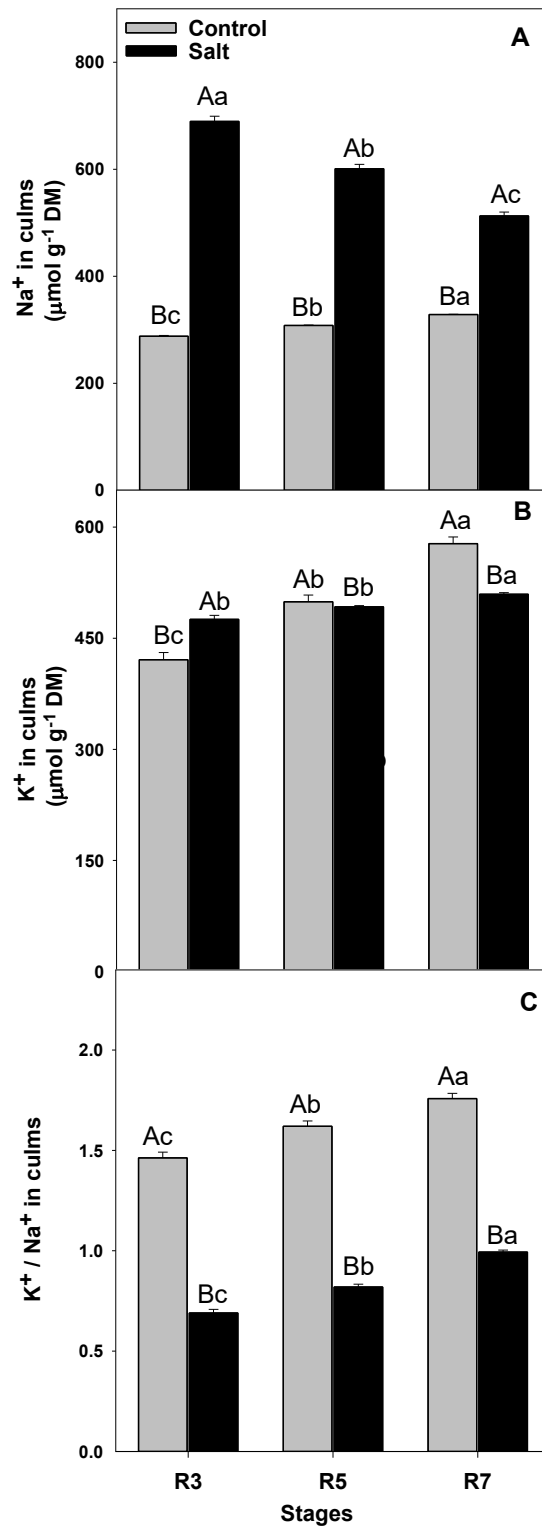 Control
Salt
A
800
600
400
200
0
Na⁺ in culms
(µmol g⁻¹ DM)
Bc
Aa
Bb
Ab
Ba
Ac
B
600
450
300
150
0
K⁺ in culms
(µmol g⁻¹ DM)
Bc
Ab
Ab
Bb
Aa
Ba
C
2.0
1.5
1.0
0.5
0.0
K⁺ / Na⁺ in culms
Ac
Bc
Ab
Bb
Aa
Ba
R3 R5 R7
Stages